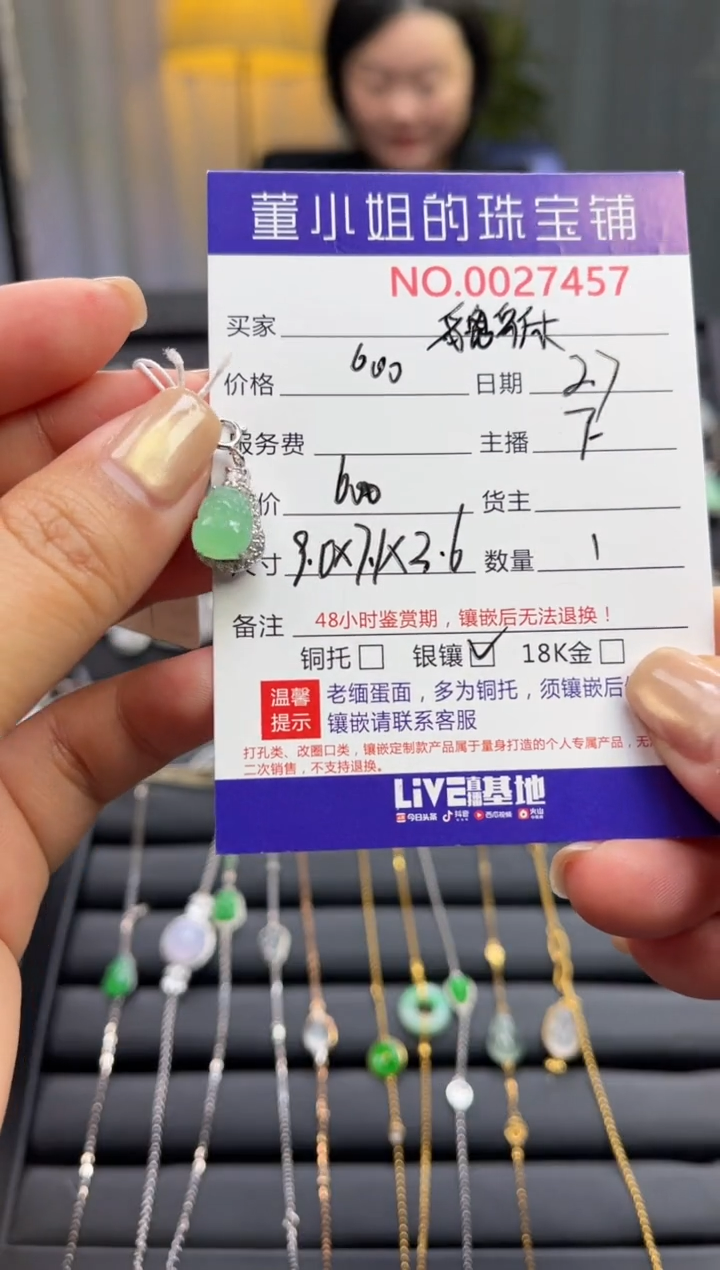 董小姐的珠宝铺
NO.0027457
买家
价格 600 日期 27
服务费 主播
价 600 货主
寸 9.0X7.1X3.6 数量 1
备注 48小时鉴赏期，镶嵌后无法退换！
铜托 银镶 18K金
温馨提示 老缅蛋面，多为铜托，须镶嵌后
镶嵌请联系客服
打孔类、改圈口类，镶嵌定制款产品属于量身打造的个人专属产品，无
二次销售，不支持退换。
LiVE直播基地
今日头条 抖音 西瓜视频 火山